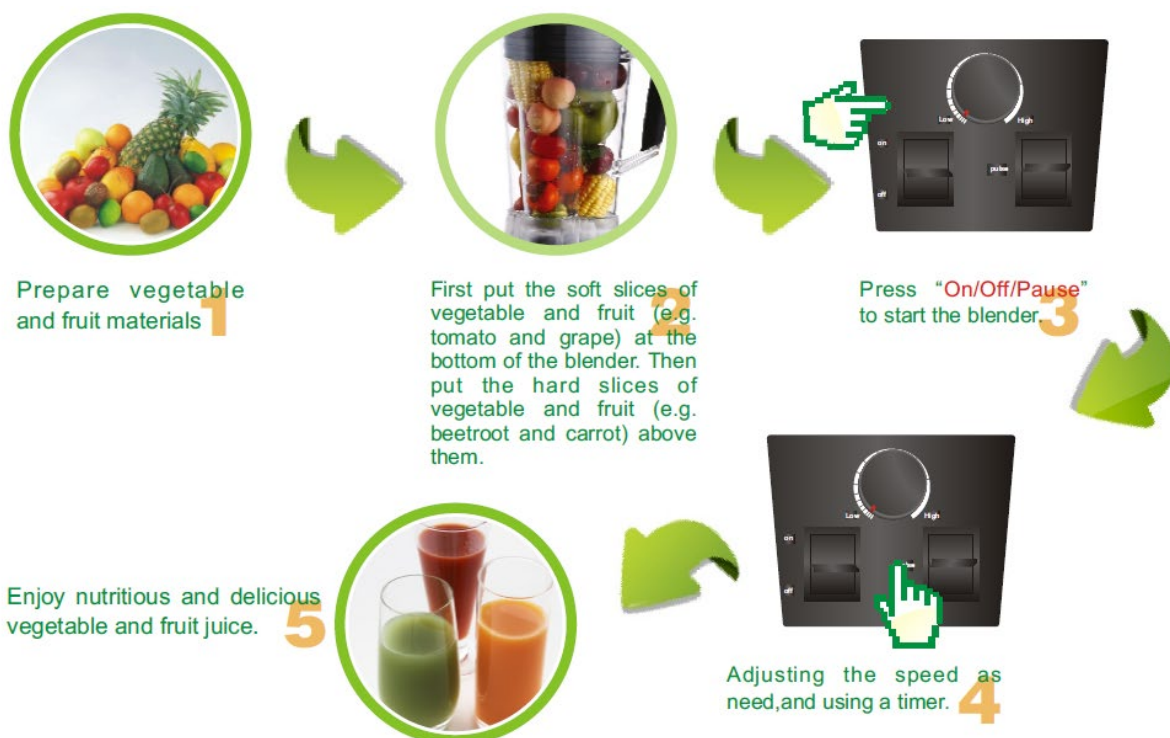 Prepare vegetable
and fruit materials
1
First put the soft slices of
vegetable and fruit (e.g.
tomato and grape) at the
bottom of the blender. Then
put the hard slices of
vegetable and fruit (e.g.
beetroot and carrot) above
them.
2
Low
High
on
pulse
off
Press “On/Off/Pause”
to start the blender.
3
Low
High
on
off
Adjusting the speed as
need,and using a timer.
4
Enjoy nutritious and delicious
vegetable and fruit juice.
5